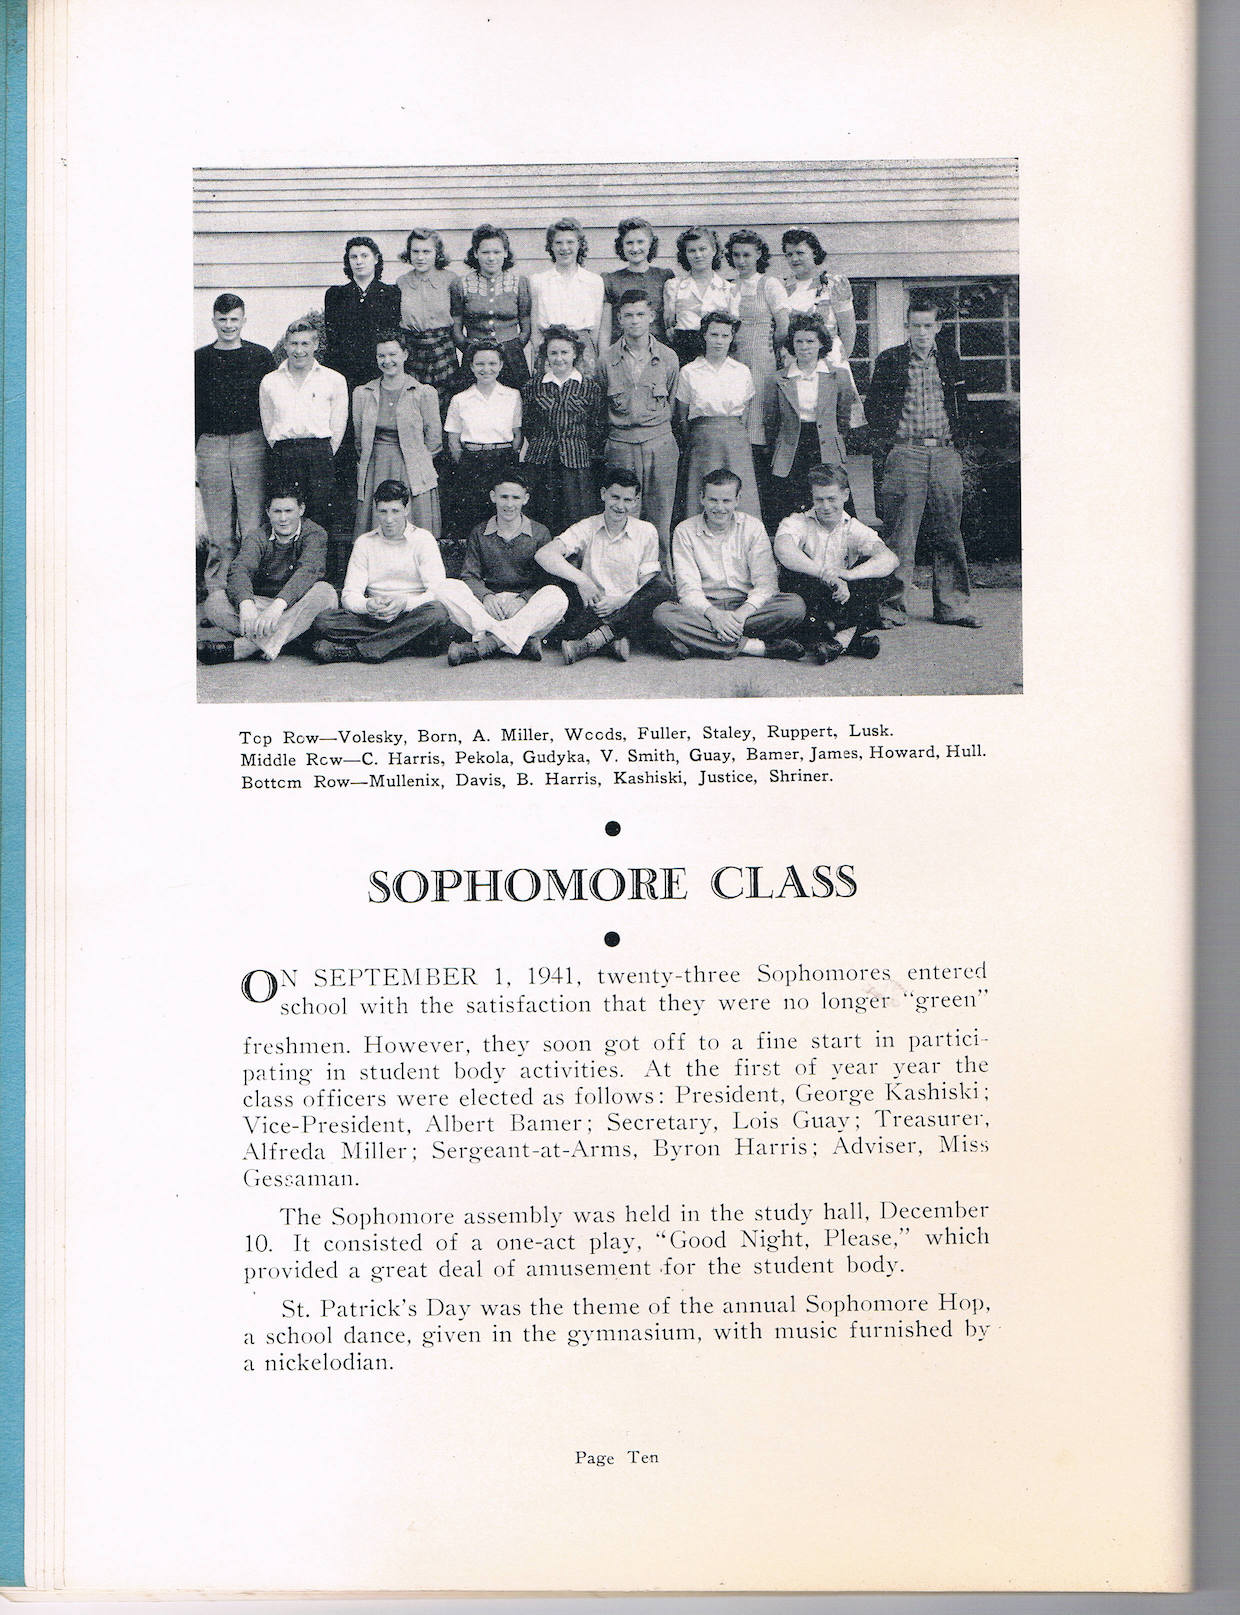 Top Row—Volesky, Born, A. Miller, Woods, Fuller, Staley, Ruppert, Lusk.
Middle Row—C. Harris, Pekola, Gudyka, V. Smith, Guay, Bamer, James, Howard, Hull.
Bottom Row—Mullenix, Davis, B. Harris, Kashiski, Justice, Shriner.
SOPHOMORE CLASS
ON SEPTEMBER 1, 1941, twenty-three Sophomores entered
school with the satisfaction that they were no longer "green"
freshmen. However, they soon got off to a fine start in partici-
pating in student body activities. At the first of year year the
class officers were elected as follows: President, George Kashiski;
Vice-President, Albert Bamer; Secretary, Lois Guay; Treasurer,
Alfreda Miller; Sergeant-at-Arms, Byron Harris; Adviser, Miss
Gessaman.
The Sophomore assembly was held in the study hall, December
10. It consisted of a one-act play, "Good Night, Please," which
provided a great deal of amusement for the student body.
St. Patrick's Day was the theme of the annual Sophomore Hop,
a school dance, given in the gymnasium, with music furnished by
a nickelodian.
Page Ten